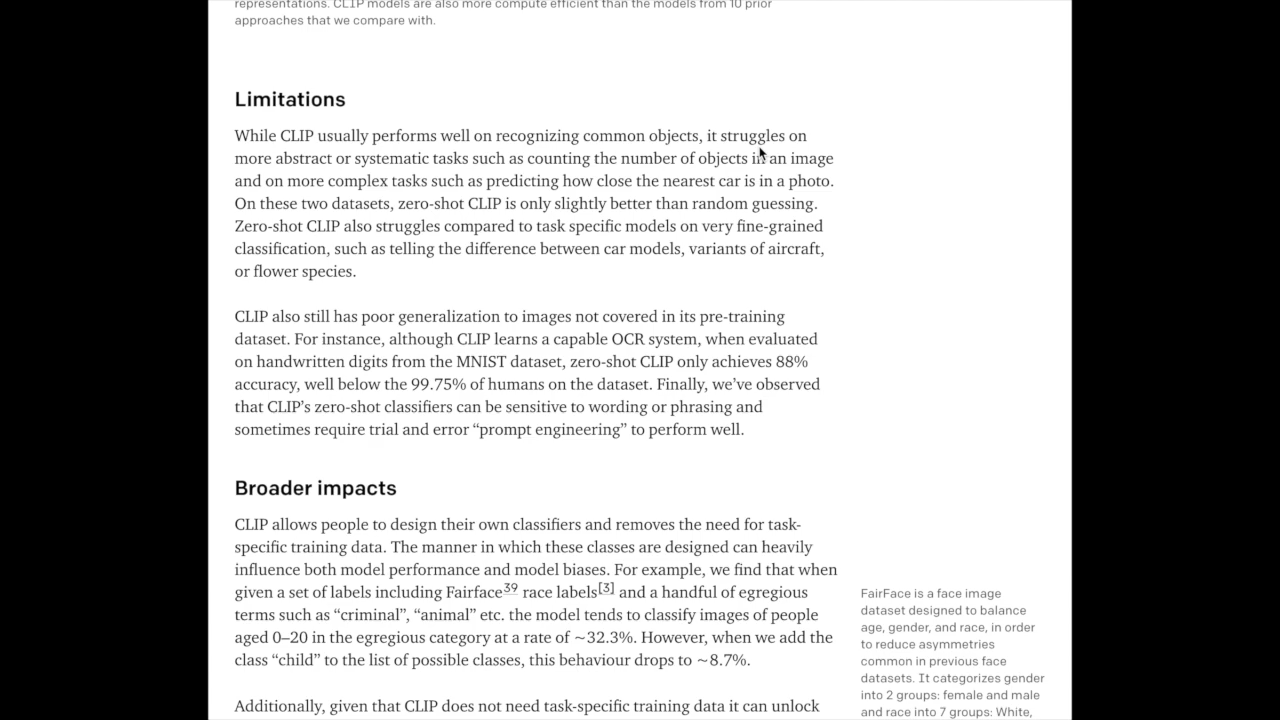 representations. CLIP models are also more compute efficient than the models from 10 prior
approaches that we compare with.
Limitations
While CLIP usually performs well on recognizing common objects, it struggles on
more abstract or systematic tasks such as counting the number of objects in an image
and on more complex tasks such as predicting how close the nearest car is in a photo.
On these two datasets, zero-shot CLIP is only slightly better than random guessing.
Zero-shot CLIP also struggles compared to task specific models on very fine-grained
classification, such as telling the difference between car models, variants of aircraft,
or flower species.
CLIP also still has poor generalization to images not covered in its pre-training
dataset. For instance, although CLIP learns a capable OCR system, when evaluated
on handwritten digits from the MNIST dataset, zero-shot CLIP only achieves 88%
accuracy, well below the 99.75% of humans on the dataset. Finally, we’ve observed
that CLIP’s zero-shot classifiers can be sensitive to wording or phrasing and
sometimes require trial and error “prompt engineering” to perform well.
Broader impacts
CLIP allows people to design their own classifiers and removes the need for task-
specific training data. The manner in which these classes are designed can heavily
influence both model performance and model biases. For example, we find that when
given a set of labels including Fairface39 race labels[3] and a handful of egregious
terms such as “criminal”, “animal” etc. the model tends to classify images of people
aged 0–20 in the egregious category at a rate of ~32.3%. However, when we add the
class “child” to the list of possible classes, this behaviour drops to ~8.7%.
Additionally, given that CLIP does not need task-specific training data it can unlock
FairFace is a face image
dataset designed to balance
age, gender, and race, in order
to reduce asymmetries
common in previous face
datasets. It categorizes gender
into 2 groups: female and male
and race into 7 groups: White,